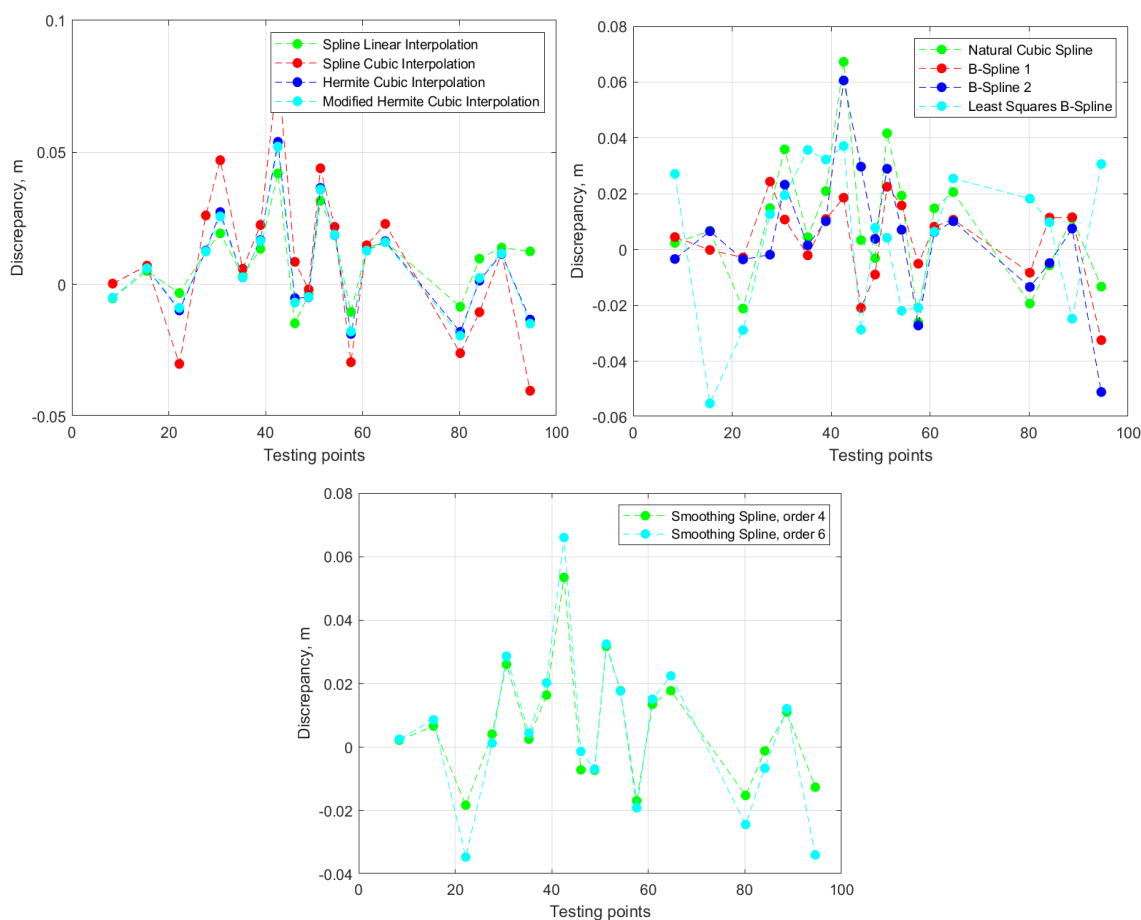 0.1
0.05
0
-0.05
Discrepancy, m
0
20
40
60
80
100
Testing points
Spline Linear Interpolation
Spline Cubic Interpolation
Hermite Cubic Interpolation
Modified Hermite Cubic Interpolation
0.08
0.06
0.04
0.02
0
-0.02
-0.04
-0.06
Discrepancy, m
0
20
40
60
80
100
Testing points
Natural Cubic Spline
B-Spline 1
B-Spline 2
Least Squares B-Spline
0.08
0.06
0.04
0.02
0
-0.02
-0.04
Discrepancy, m
0
20
40
60
80
100
Testing points
Smoothing Spline, order 4
Smoothing Spline, order 6